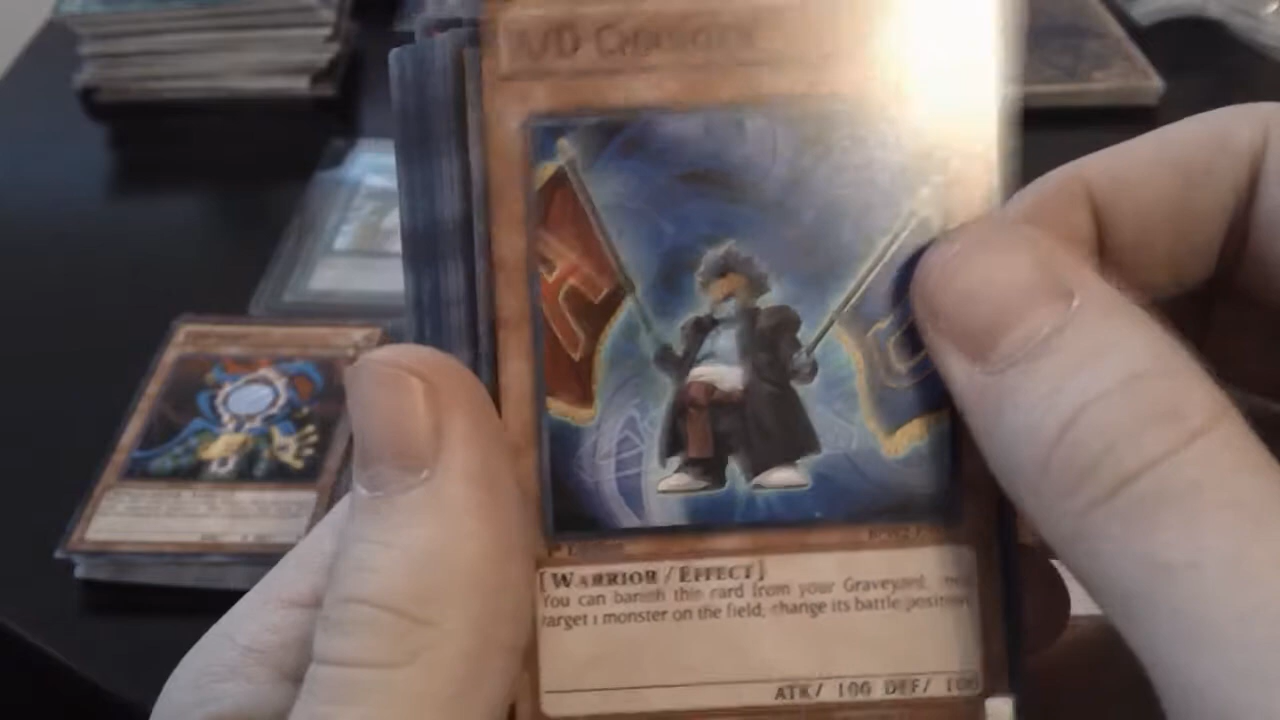 A/D Changer
[WARRIOR / EFFECT]
You can banish this card from your Graveyard,
target 1 monster on the field; change its battle position
ATK/ 100 DEF/ 100